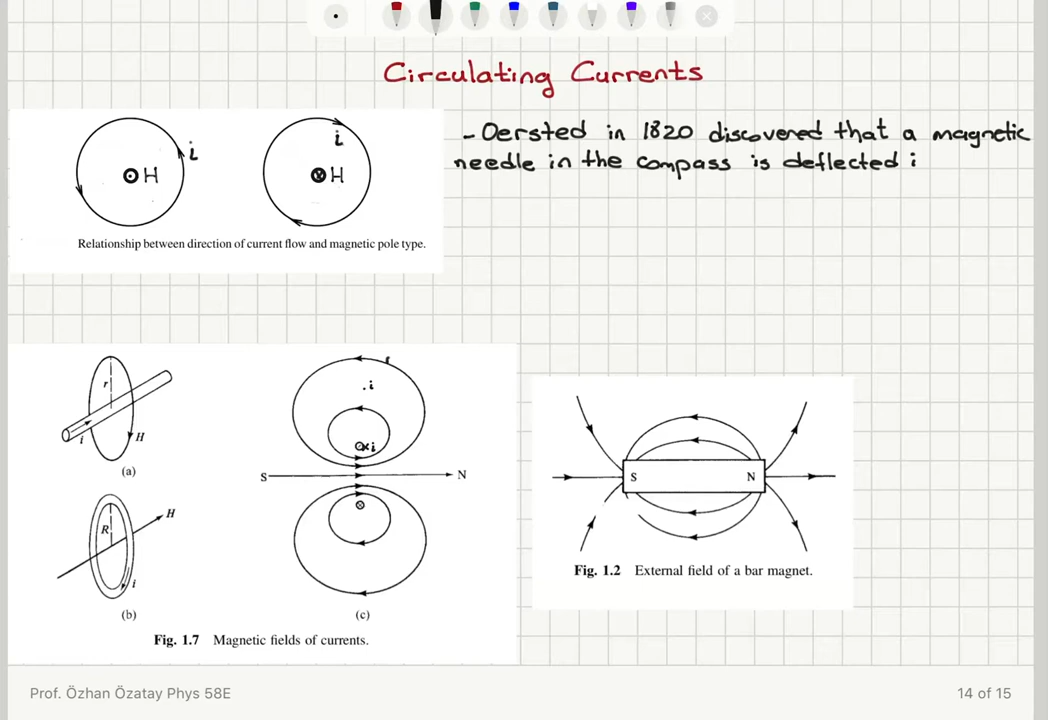 Circulating Currents
i
H
i
H
Relationship between direction of current flow and magnetic pole type.
- Oersted in 1820 discovered that a magnetic
needle in the compass is deflected i
r
i
H
(a)
R
H
i
(b)
.i
i
S
N
(c)
Fig. 1.7 Magnetic fields of currents.
S
N
Fig. 1.2 External field of a bar magnet.
Prof. Özhan Özatay Phys 58E
14 of 15